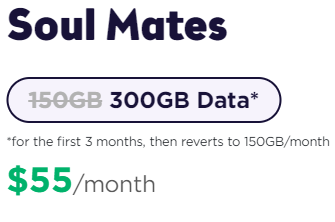 Soul Mates
150GB 300GB Data*
*for the first 3 months, then reverts to 150GB/month
$55/month